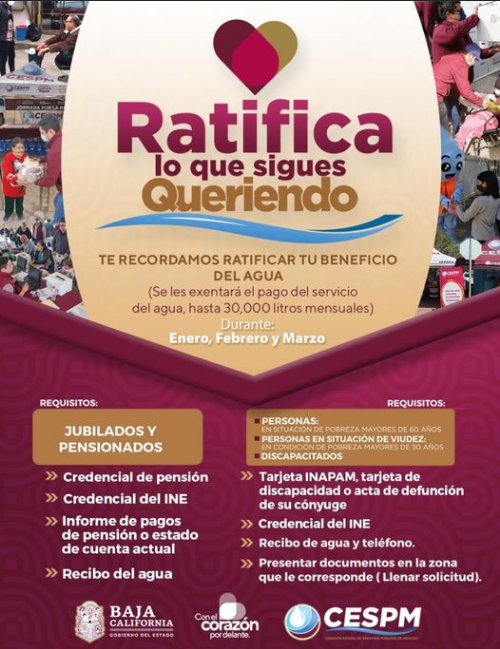 Ratifica
lo que sigues
Queriendo
TE RECORDAMOS RATIFICAR TU BENEFICIO
DEL AGUA
(Se les exentará el pago del servicio
del agua, hasta 30,000 litros mensuales)
Durante:
Enero, Febrero y Marzo
REQUISITOS:
JUBILADOS Y
PENSIONADOS
Credencial de pensión
Credencial del INE
Informe de pagos
de pensión o estado
de cuenta actual
Recibo del agua
REQUISITOS:
PERSONAS:
EN SITUACIÓN DE POBREZA MAYORES DE 60 AÑOS
PERSONAS EN SITUACIÓN DE VIUDEZ:
EN CONDICIÓN DE POBREZA MAYORES DE 50 AÑOS
DISCAPACITADOS
Tarjeta INAPAM, tarjeta de
discapacidad o acta de defunción
de su cónyuge
Credencial del INE
Recibo de agua y teléfono.
Presentar documentos en la zona
que le corresponde ( Llenar solicitud).
BAJA
CALIFORNIA
GOBIERNO DEL ESTADO
Con el
corazón
por delante.
CESPM